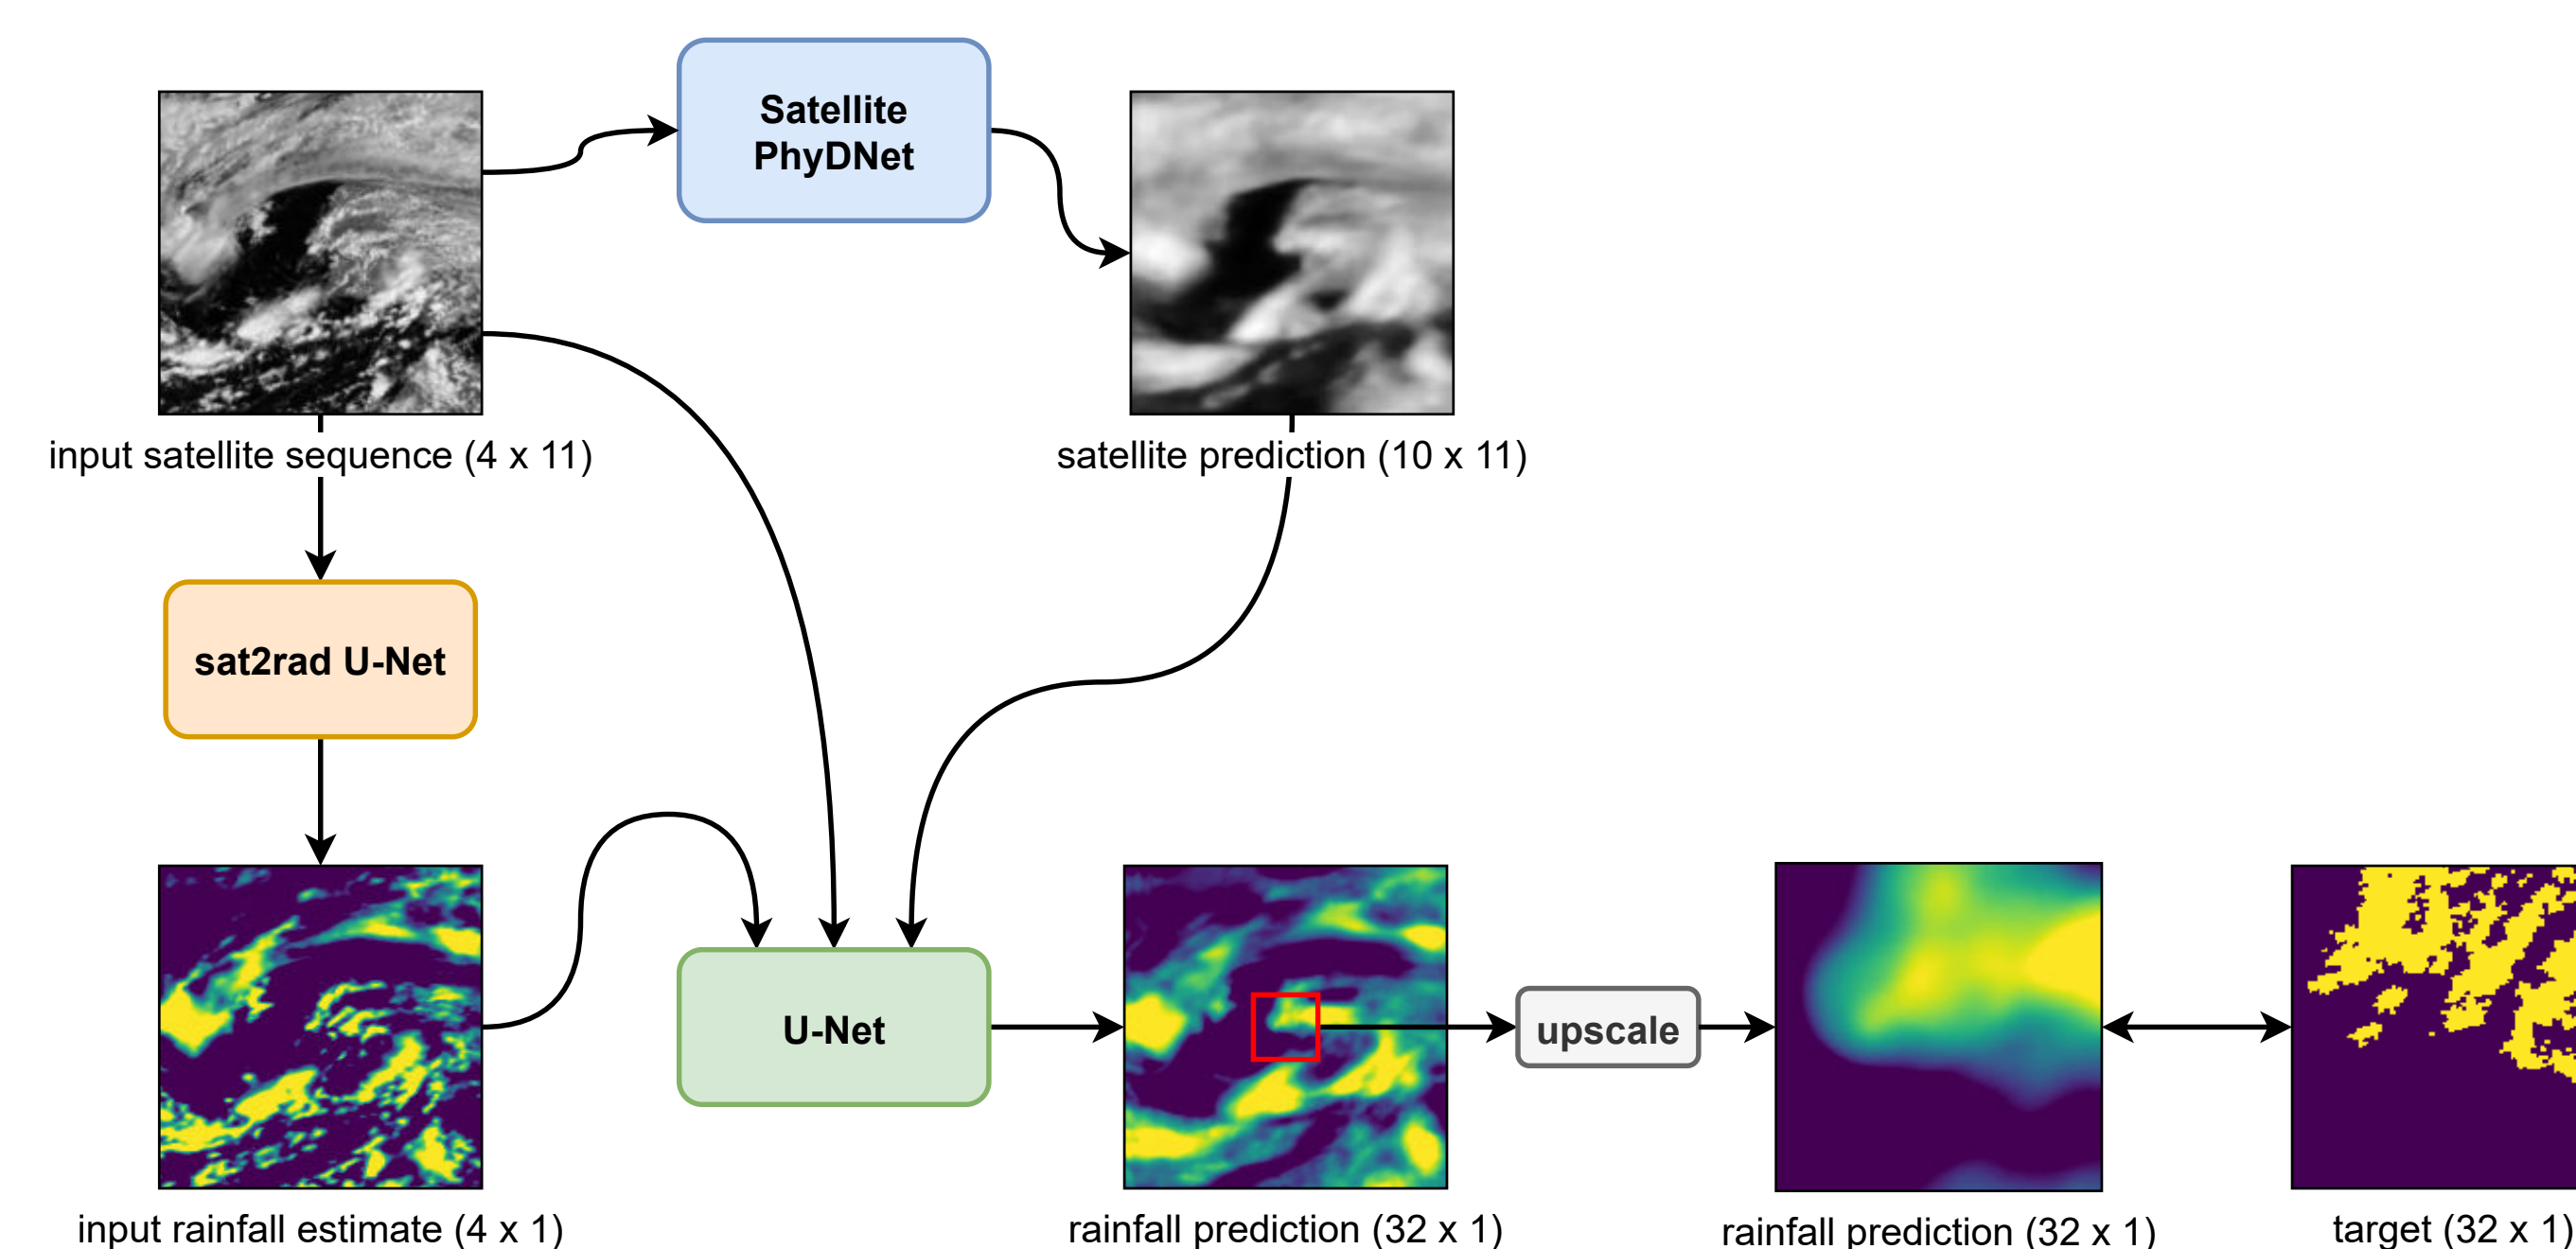 Satellite
PhyDNet
input satellite sequence (4 x 11)
satellite prediction (10 x 11)
sat2rad U-Net
U-Net
upscale
input rainfall estimate (4 x 1)
rainfall prediction (32 x 1)
rainfall prediction (32 x 1)
target (32 x 1)